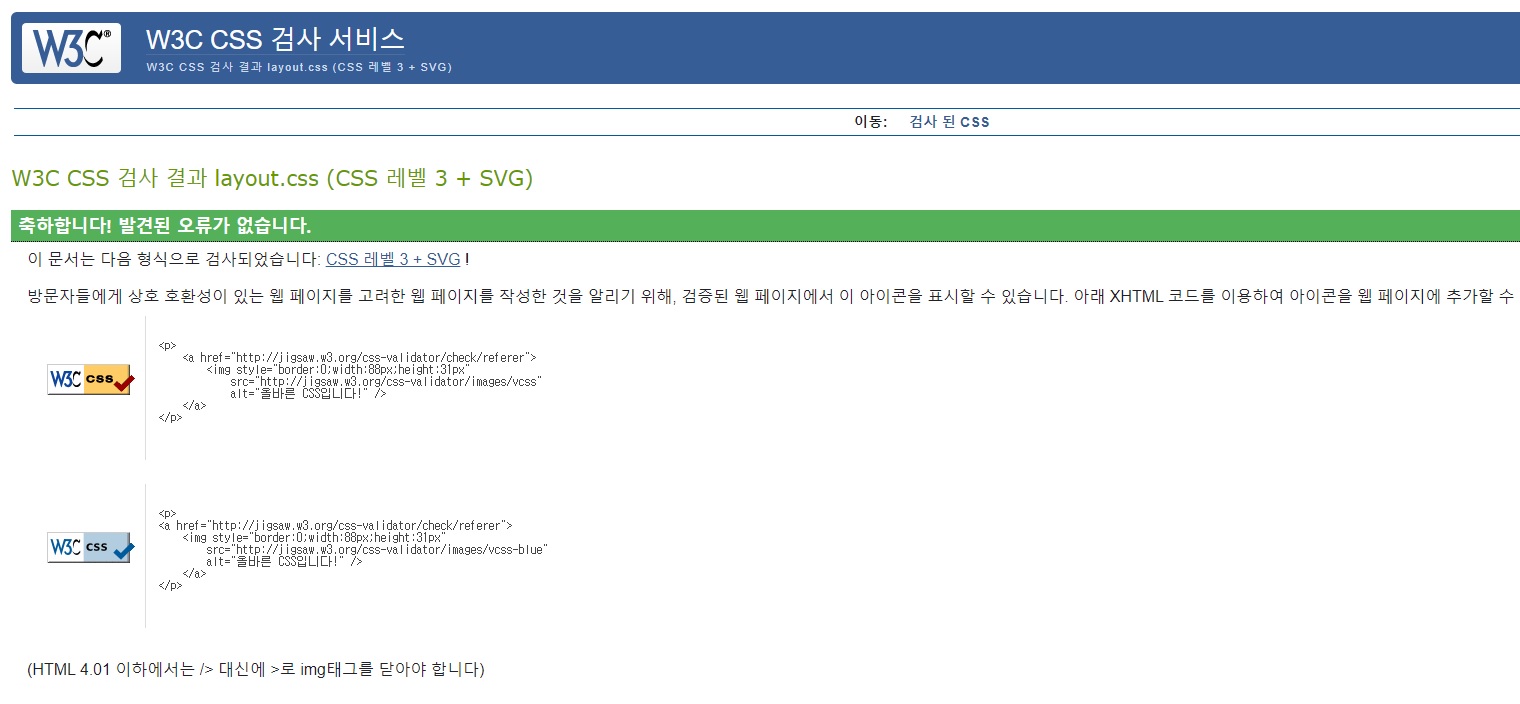 W3C® W3C CSS 검사 서비스
W3C CSS 검사 결과 layout.css (CSS 레벨 3 + SVG)
이동: 검사 된 CSS
W3C CSS 검사 결과 layout.css (CSS 레벨 3 + SVG)
축하합니다! 발견된 오류가 없습니다.
이 문서는 다음 형식으로 검사되었습니다: CSS 레벨 3 + SVG !
방문자들에게 상호 호환성이 있는 웹 페이지를 고려한 웹 페이지를 작성한 것을 알리기 위해, 검증된 웹 페이지에서 이 아이콘을 표시할 수 있습니다. 아래 XHTML 코드를 이용하여 아이콘을 웹 페이지에 추가할 수
W3C css
<p>
<a href="http://jigsaw.w3.org/css-validator/check/referer">
<img style="border:0;width:88px;height:31px"
src="http://jigsaw.w3.org/css-validator/images/vcss"
alt="올바른 CSS입니다!" />
</a>
</p>
W3C css
<p>
<a href="http://jigsaw.w3.org/css-validator/check/referer">
<img style="border:0;width:88px;height:31px"
src="http://jigsaw.w3.org/css-validator/images/vcss-blue"
alt="올바른 CSS입니다!" />
</a>
</p>
(HTML 4.01 이하에서는 /> 대신에 >로 img태그를 닫아야 합니다)